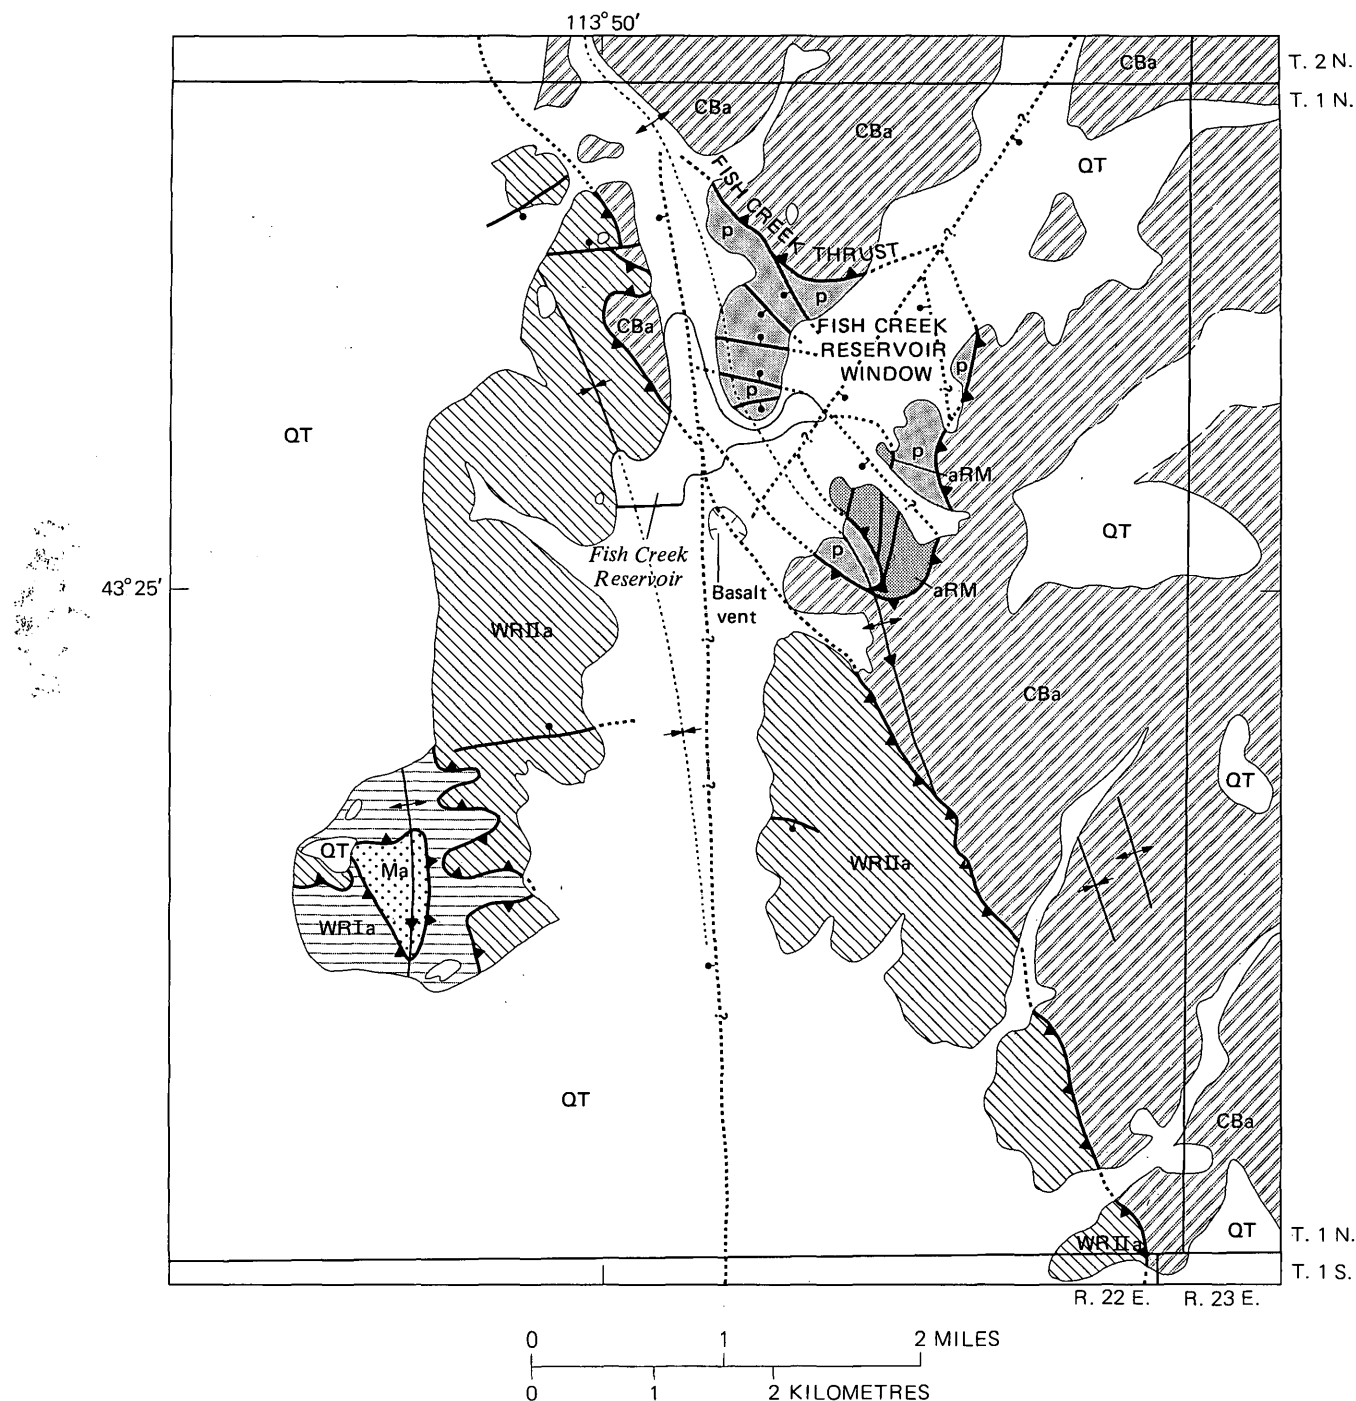 113°50′
CBa
T. 2 N.
T. 1 N.
CBa
CBa
QT
FISH CREEK THRUST
p
p
CBa
FISH CREEK
RESERVOIR
WINDOW
p
p
QT
p
aRM
QT
Fish Creek
Reservoir
p
43°25′
Basalt
vent
aRM
WRIIa
CBa
QT
QT
Ma
WRIIa
WRIa
QT
CBa
QT
T. 1 N.
WRIIa
T. 1 S.
R. 22 E. R. 23 E.
0 1 2 MILES
0 1 2 KILOMETRES
?
?
?
?
?
?
?
?